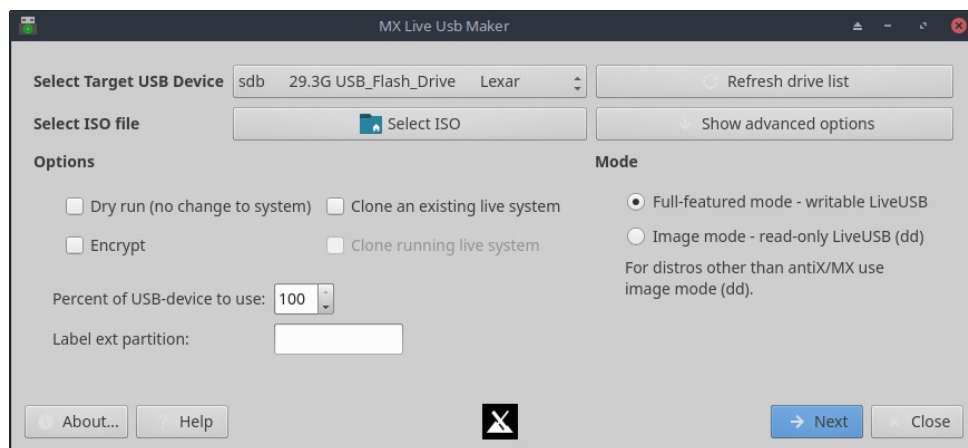 MX Live Usb Maker
Select Target USB Device sdb 29.3G USB_Flash_Drive Lexar Refresh drive list
Select ISO file Select ISO Show advanced options
Options Mode
Dry run (no change to system) Clone an existing live system Full-featured mode - writable LiveUSB
Encrypt Clone running live system Image mode - read-only LiveUSB (dd)
For distros other than antiX/MX use
image mode (dd).
Percent of USB-device to use: 100
Label ext partition:
About... Help Next Close